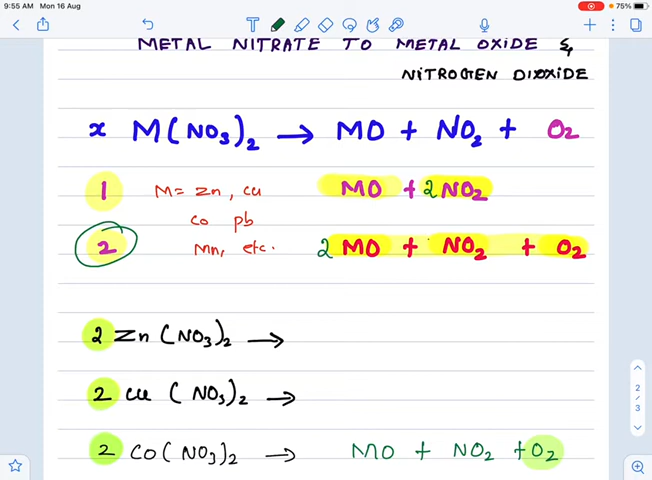 9:55 AM Mon 16 Aug
75%
METAL NITRATE TO METAL OXIDE &
NITROGEN DIOXIDE
x M(NO₃)₂ → MO + NO₂ + O₂
1 M = Zn, cu MO + 2NO₂
co pb
2 Mn, etc. 2 MO + NO₂ + O₂
2 Zn (NO₃)₂ →
2 cu (NO₃)₂ →
2 CO(NO₃)₂ → MO + NO₂ + O₂
2
/
3